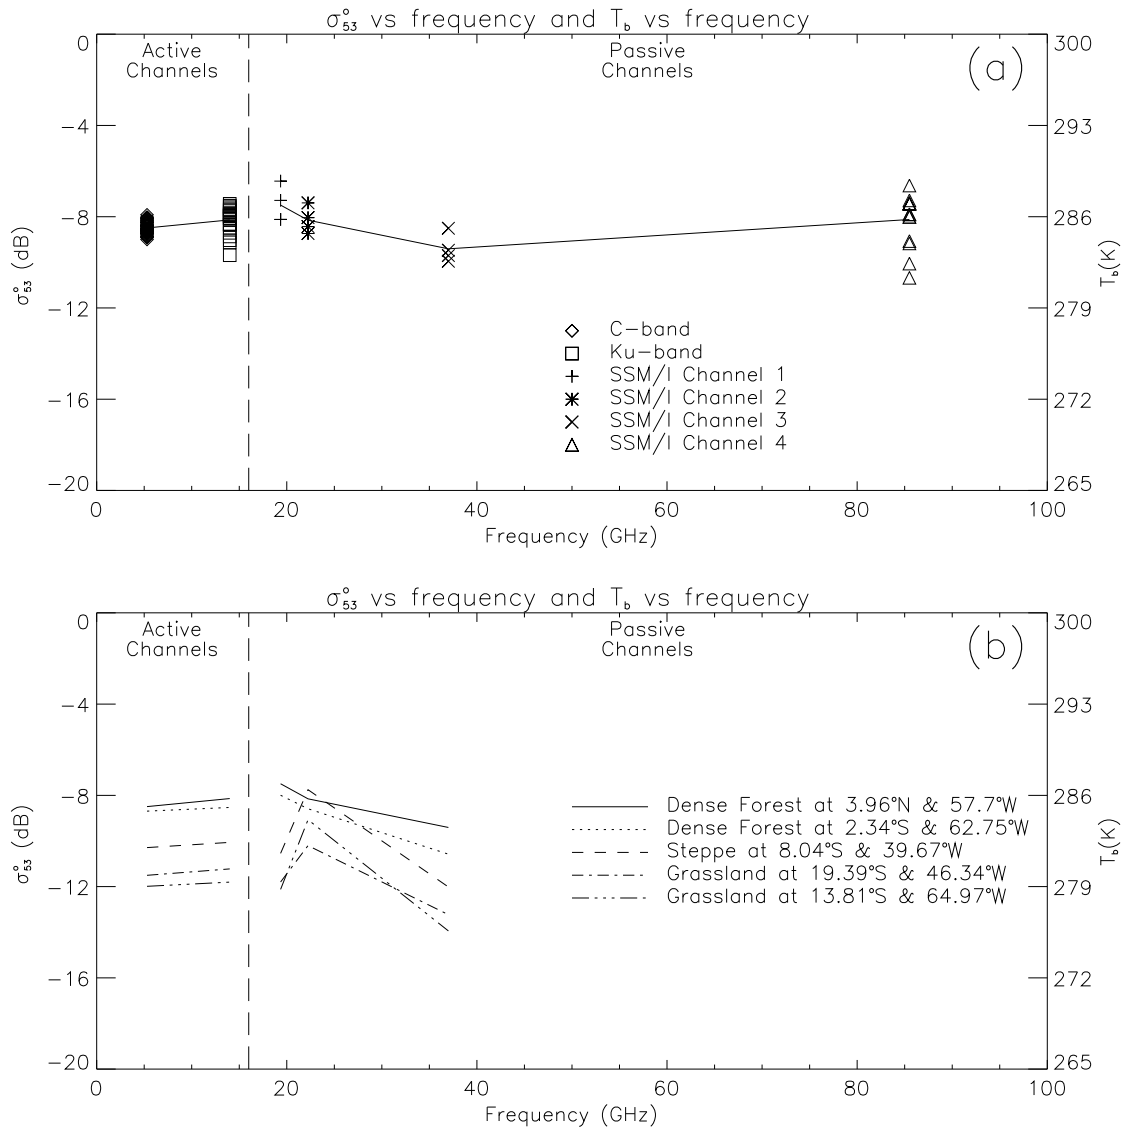 σ°53 vs frequency and Tb vs frequency
Active Channels
Passive Channels
(a)
0
−4
−8
−12
−16
−20
σ°53 (dB)
300
293
286
279
272
265
Tb(K)
C−band
Ku−band
SSM/I Channel 1
SSM/I Channel 2
SSM/I Channel 3
SSM/I Channel 4
0 20 40 60 80 100
Frequency (GHz)
σ°53 vs frequency and Tb vs frequency
Active Channels
Passive Channels
(b)
0
−4
−8
−12
−16
−20
σ°53 (dB)
300
293
286
279
272
265
Tb(K)
Dense Forest at 3.96°N & 57.7°W
Dense Forest at 2.34°S & 62.75°W
Steppe at 8.04°S & 39.67°W
Grassland at 19.39°S & 46.34°W
Grassland at 13.81°S & 64.97°W
0 20 40 60 80 100
Frequency (GHz)